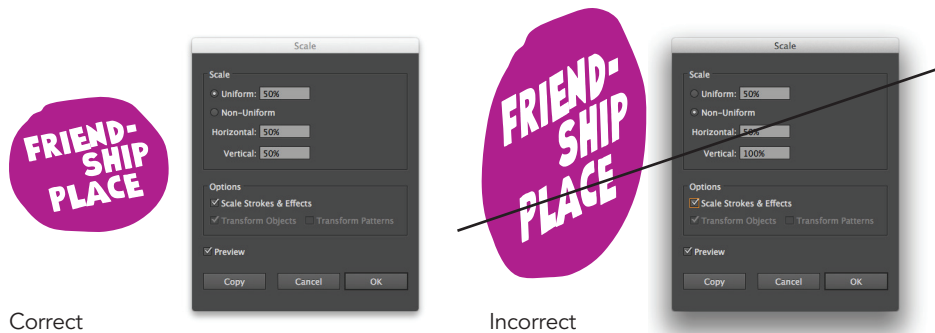 FRIEND-
SHIP
PLACE
Scale
Scale
Uniform: 50%
Non-Uniform
Horizontal: 50%
Vertical: 50%
Options
Scale Strokes & Effects
Transform Objects Transform Patterns
Preview
Copy Cancel OK
Correct
FRIEND-
SHIP
PLACE
Scale
Scale
Uniform: 50%
Non-Uniform
Horizontal: 50%
Vertical: 100%
Options
Scale Strokes & Effects
Transform Objects Transform Patterns
Preview
Copy Cancel OK
Incorrect